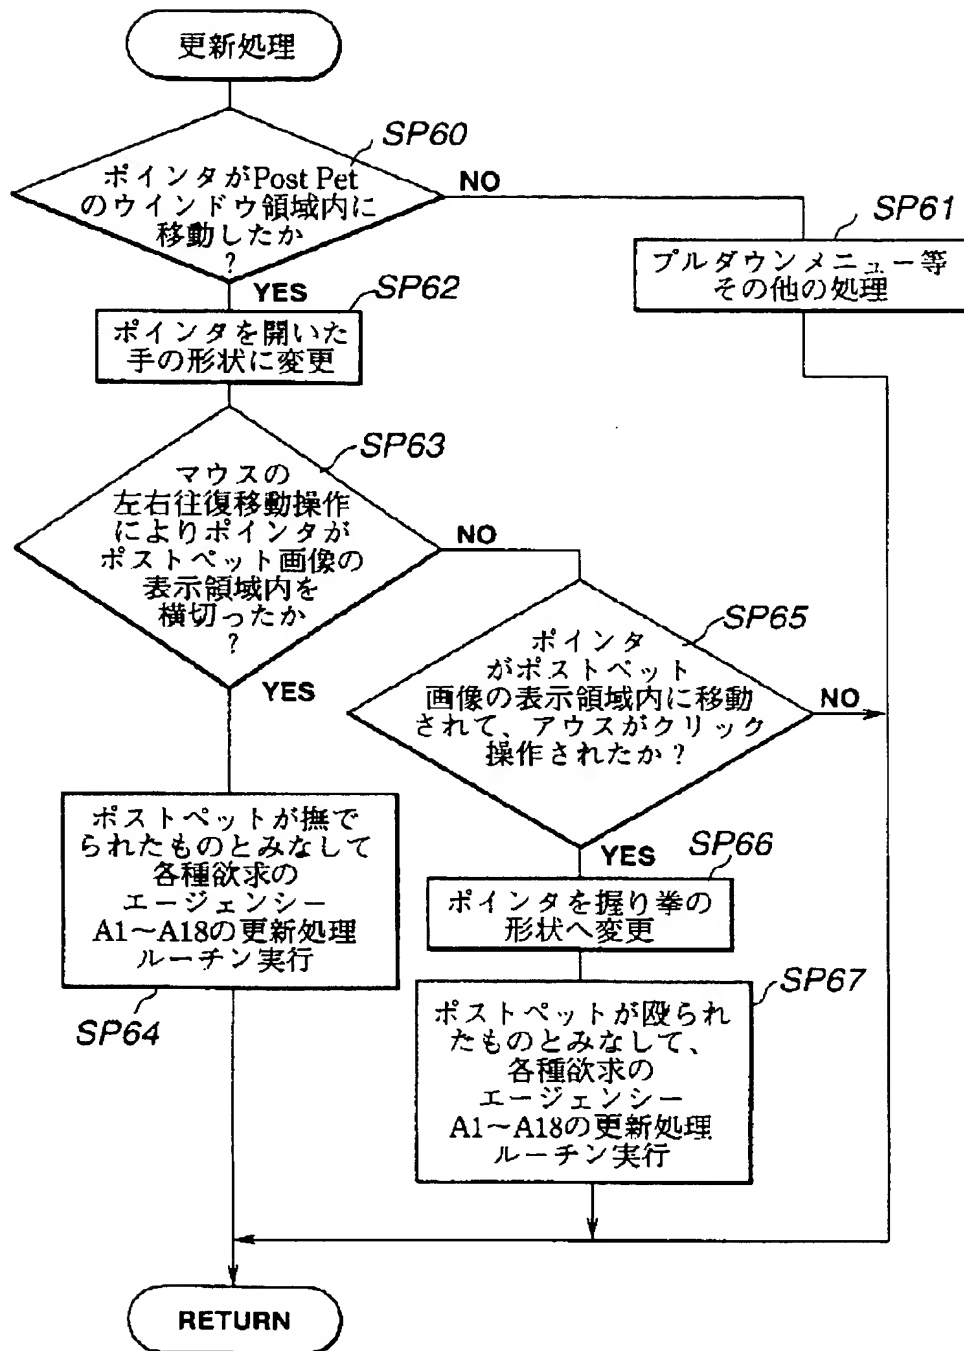 更新処理
SP60
ポインタがPost Pet
のウインドウ領域内に
移動したか
?
NO
YES
SP61
プルダウンメニュー等
その他の処理
SP62
ポインタを開いた
手の形状に変更
SP63
マウスの
左右往復移動操作
によりポインタが
ポストペット画像の
表示領域内を
横切ったか
?
NO
YES
SP65
ポインタ
がポストペット
画像の表示領域内に移動
されて、アウスがクリック
操作されたか?
NO
YES
ポストペットが撫で
られたものとみなして
各種欲求の
エージェンシー
A1～A18の更新処理
ルーチン実行
SP64
SP66
ポインタを握り拳の
形状へ変更
SP67
ポストペットが殴られ
たものとみなして、
各種欲求の
エージェンシー
A1～A18の更新処理
ルーチン実行
RETURN